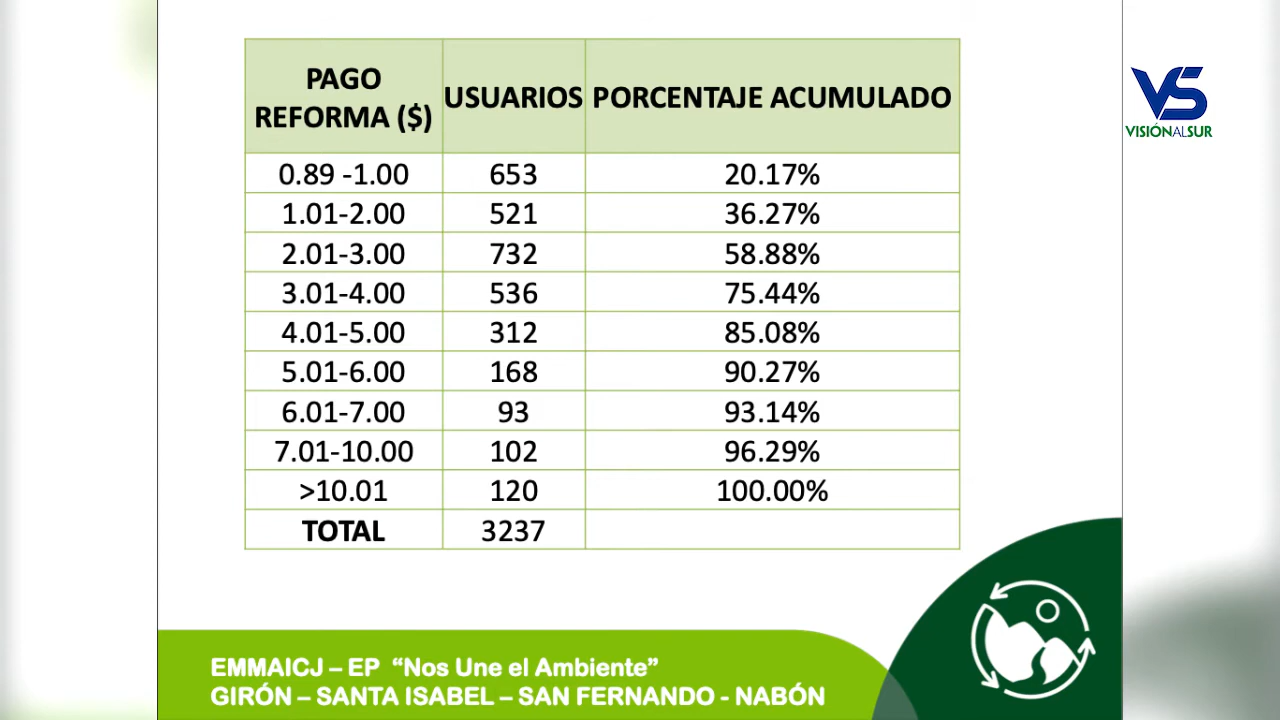 PAGO REFORMA ($) USUARIOS PORCENTAJE ACUMULADO
0.89 -1.00 653 20.17%
1.01-2.00 521 36.27%
2.01-3.00 732 58.88%
3.01-4.00 536 75.44%
4.01-5.00 312 85.08%
5.01-6.00 168 90.27%
6.01-7.00 93 93.14%
7.01-10.00 102 96.29%
>10.01 120 100.00%
TOTAL 3237
VS
VISIÓNALSUR
EMMAICJ – EP “Nos Une el Ambiente”
GIRÓN – SANTA ISABEL – SAN FERNANDO - NABÓN